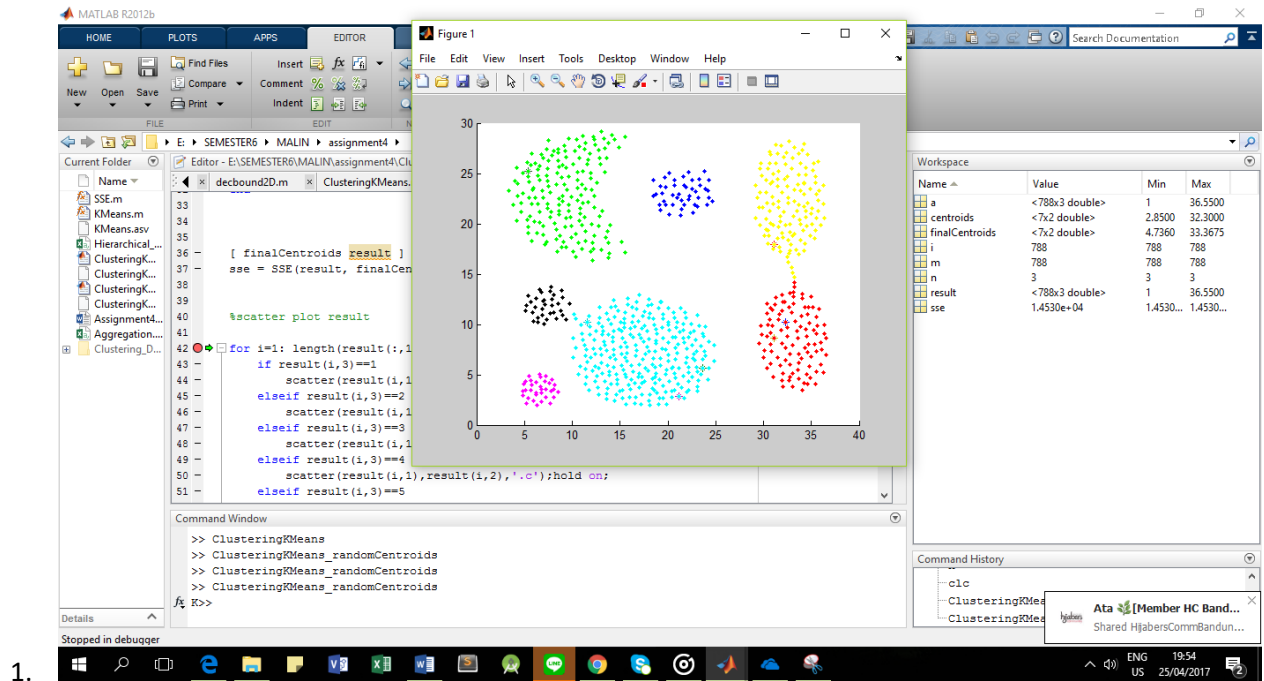 MATLAB R2012b
HOME PLOTS APPS EDITOR
Search Documentation
New Open Save
Find Files
Compare
Print
Insert
Comment
Indent
FILE
EDIT
Figure 1
File Edit View Insert Tools Desktop Window Help
30
25
20
15
10
5
0
0 5 10 15 20 25 30 35 40
E: SEMESTER6 MALIN assignment4
Current Folder
Name
SSE.m
KMeans.m
KMeans.asv
Hierarchical_...
ClusteringK...
ClusteringK...
ClusteringK...
ClusteringK...
Assignment4...
Aggregation....
Clustering_D...
Details
Editor - E:\SEMESTER6\MALIN\assignment4\Clu
decbound2D.m ClusteringKMeans.
33
34
35
36 [ finalCentroids result ]
37 sse = SSE(result, finalCen
38
39
40 %scatter plot result
41
42 for i=1: length(result(:,1
43 if result(i,3)==1
44 scatter(result(i,1
45 elseif result(i,3)==2
46 scatter(result(i,1
47 elseif result(i,3)==3
48 scatter(result(i,1
49 elseif result(i,3)==4
50 scatter(result(i,1),result(i,2),'.c');hold on;
51 elseif result(i,3)==5
Command Window
>> ClusteringKMeans
>> ClusteringKMeans_randomCentroids
>> ClusteringKMeans_randomCentroids
>> ClusteringKMeans_randomCentroids
fx K>>
Workspace
Name Value Min Max
a <788x3 double> 1 36.5500
centroids <7x2 double> 2.8500 32.3000
finalCentroids <7x2 double> 4.7360 33.3675
i 788 788 788
m 788 788 788
n 3 3 3
result <788x3 double> 1 36.5500
sse 1.4530e+04 1.4530... 1.4530...
Command History
clc
ClusteringKMea
ClusteringKMea
Ata [Member HC Band...
Shared HijabersCommBandun...
hijabers
Stopped in debugger
ENG 19:54
US 25/04/2017
1.